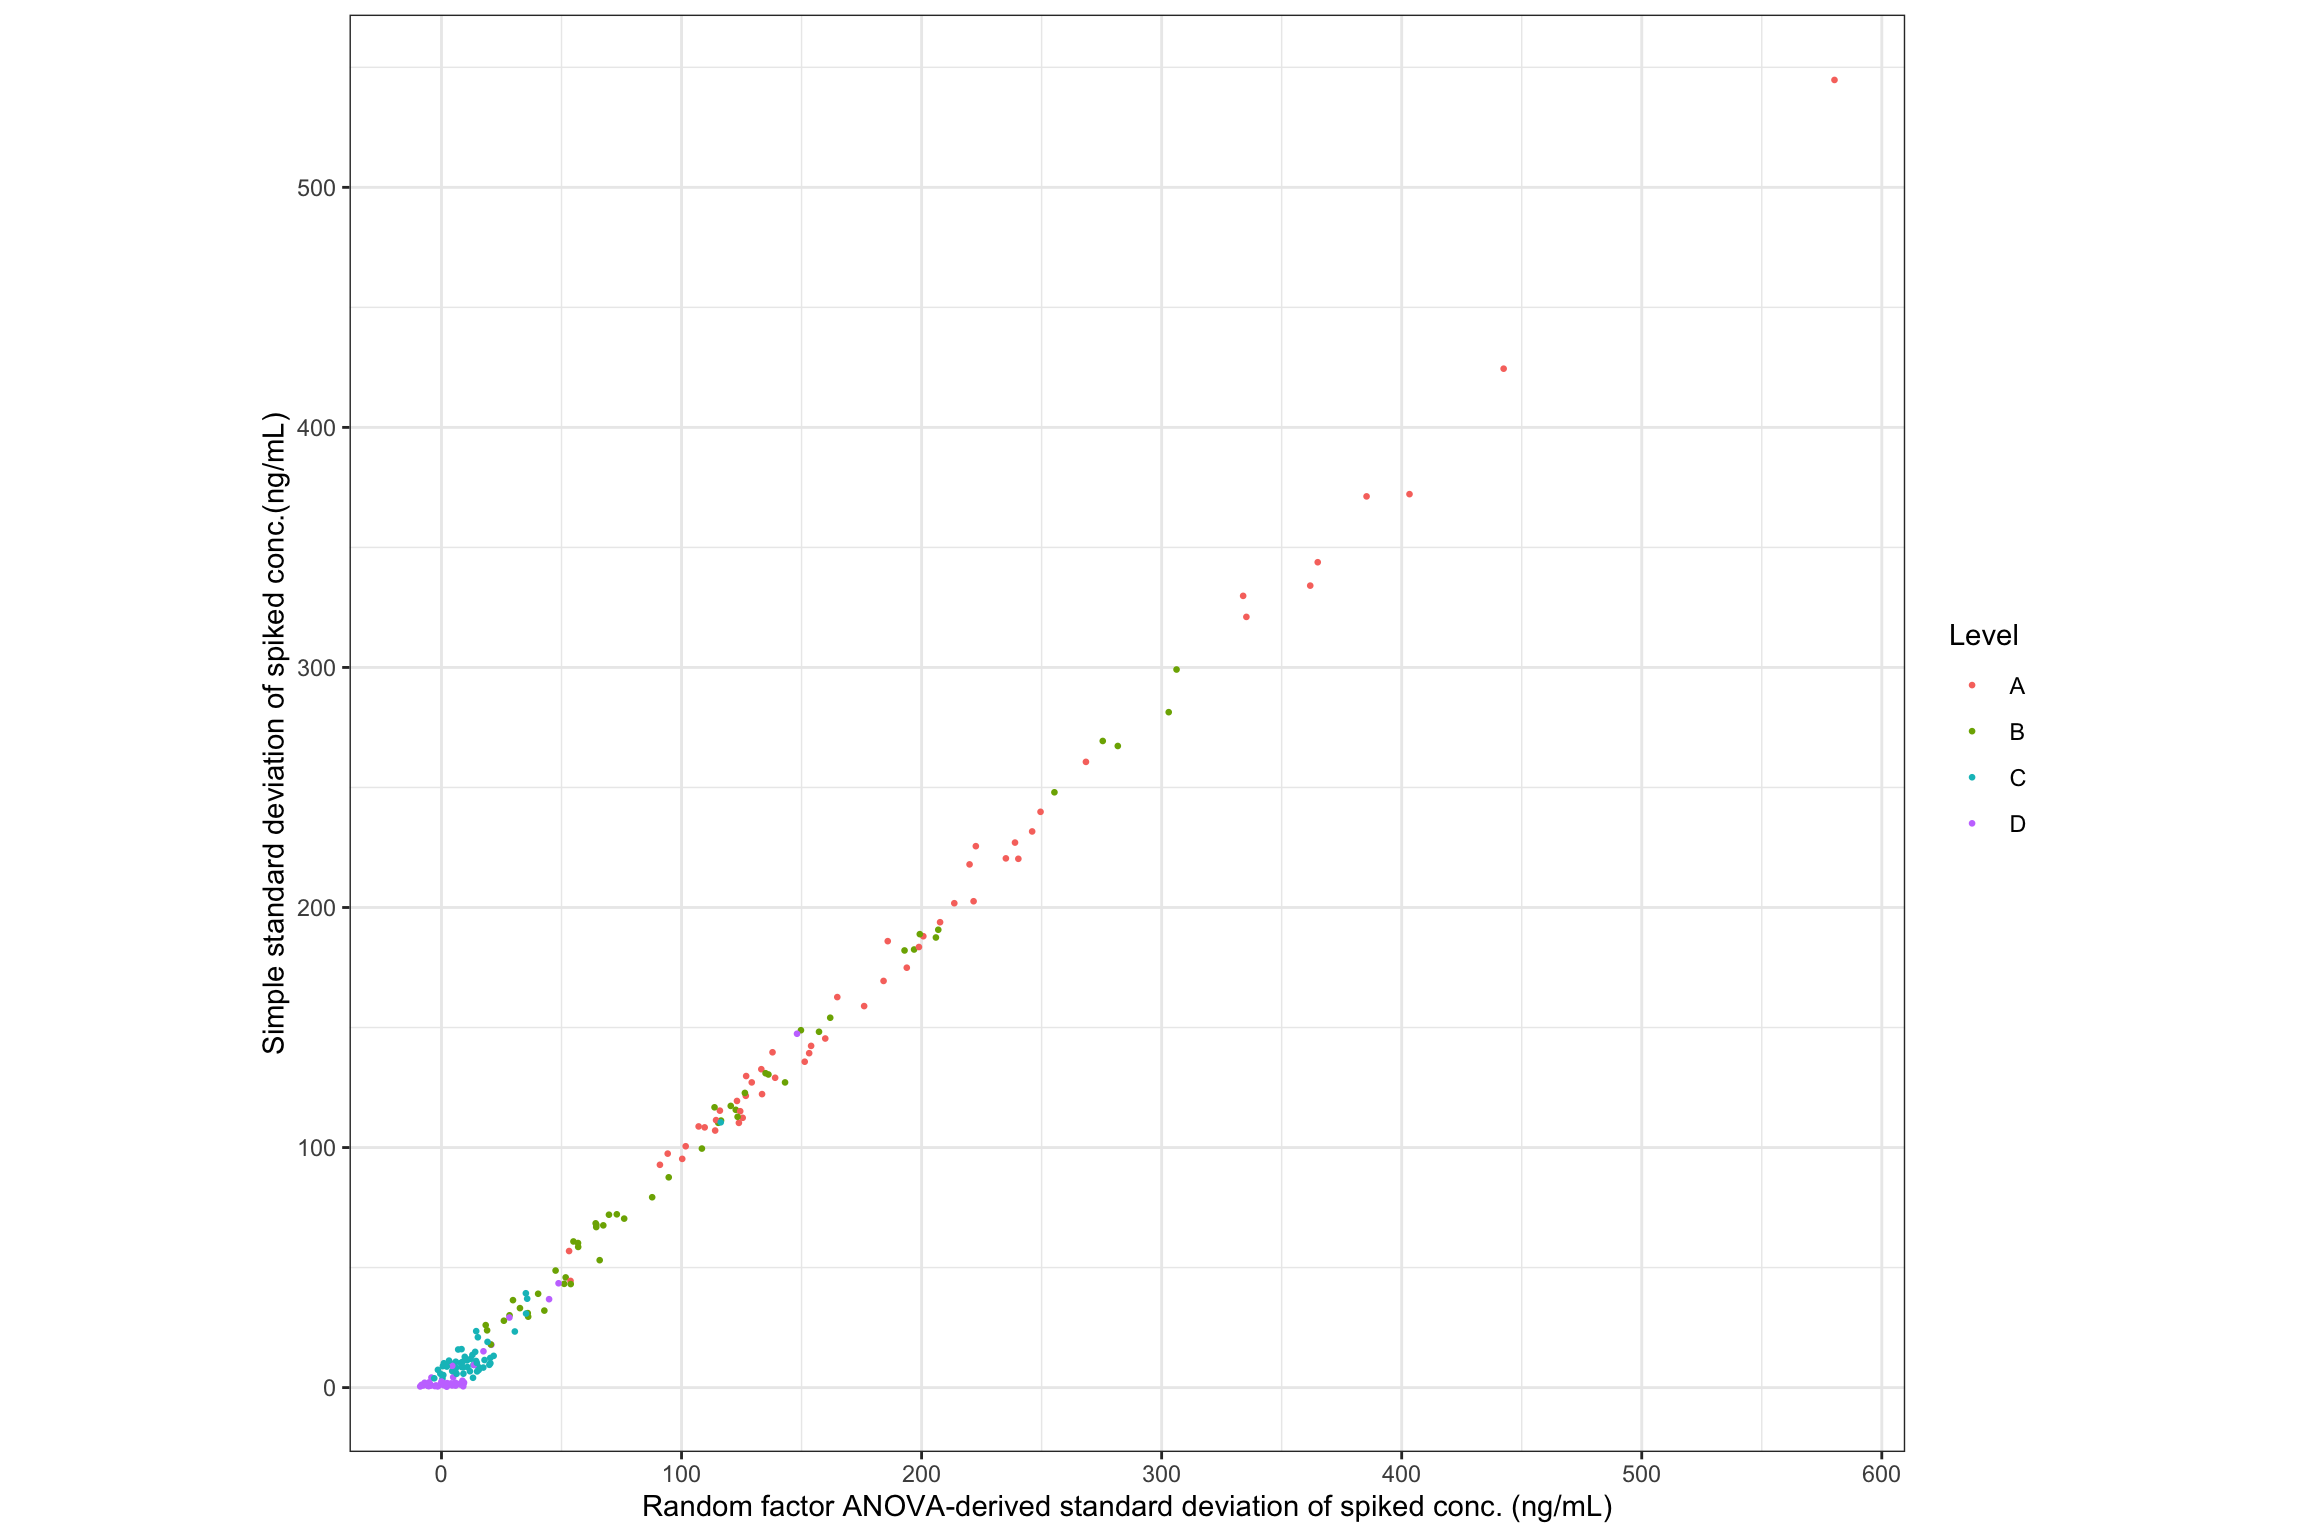 Simple standard deviation of spiked conc.(ng/mL)
500
400
300
200
100
0
0 100 200 300 400 500 600
Random factor ANOVA-derived standard deviation of spiked conc. (ng/mL)
Level
A
B
C
D